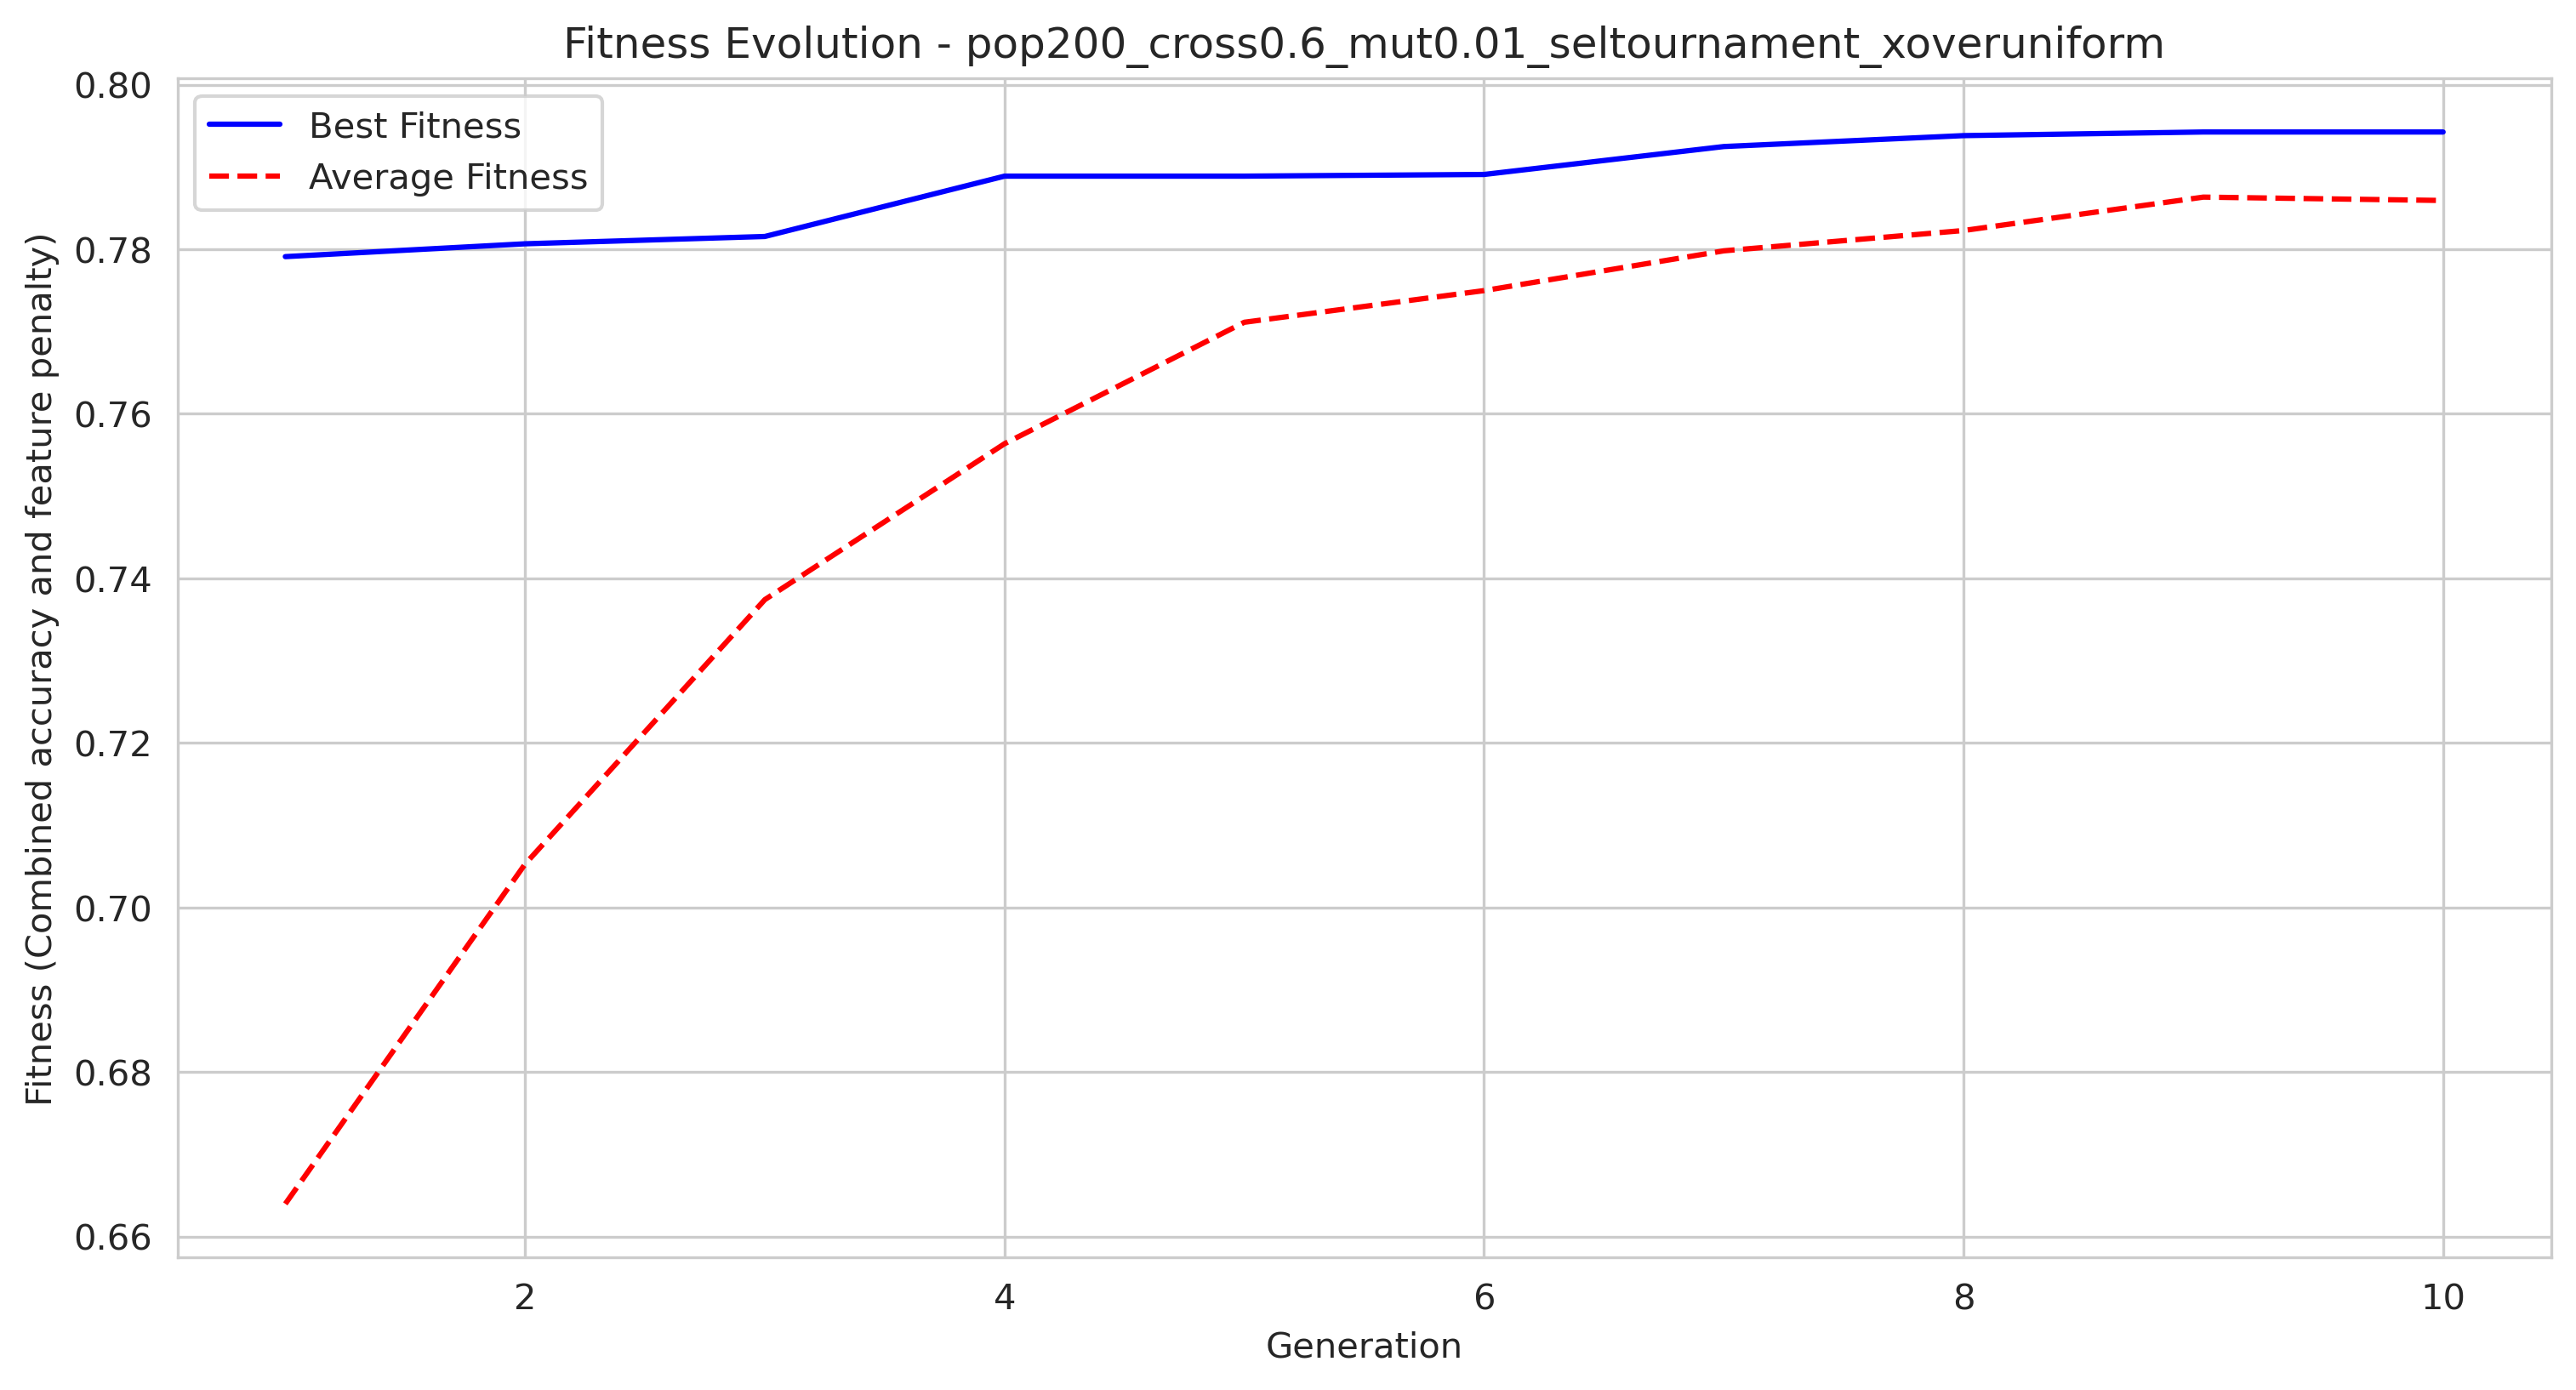 Fitness Evolution - pop200_cross0.6_mut0.01_seltournament_xoveruniform
Best Fitness
Average Fitness
Fitness (Combined accuracy and feature penalty)
0.80
0.78
0.76
0.74
0.72
0.70
0.68
0.66
2
4
6
8
10
Generation